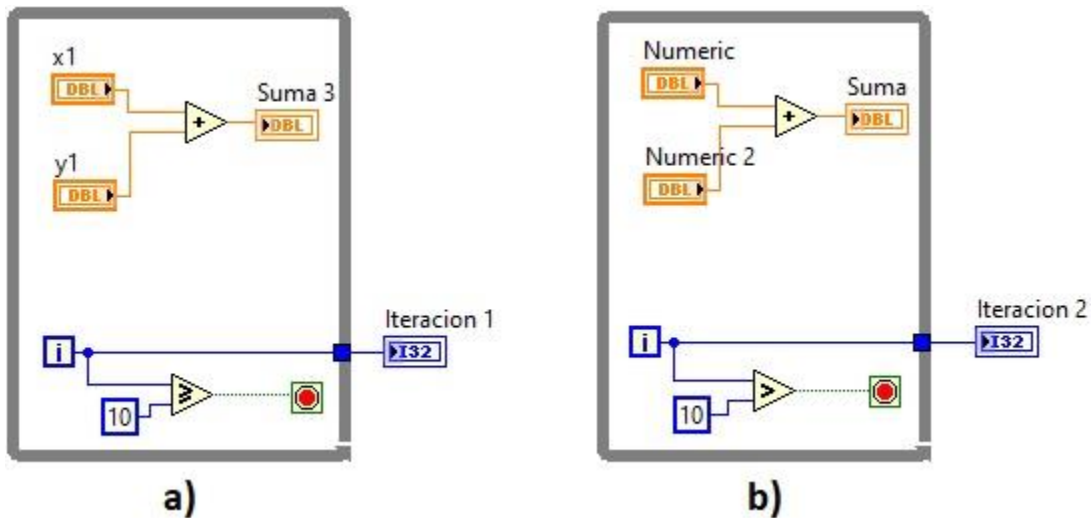 x1
DBL
Suma 3
+
DBL
y1
DBL
Iteracion 1
i
I32
≥
10
a)
Numeric
DBL
Suma
+
DBL
Numeric 2
DBL
Iteracion 2
i
I32
>
10
b)